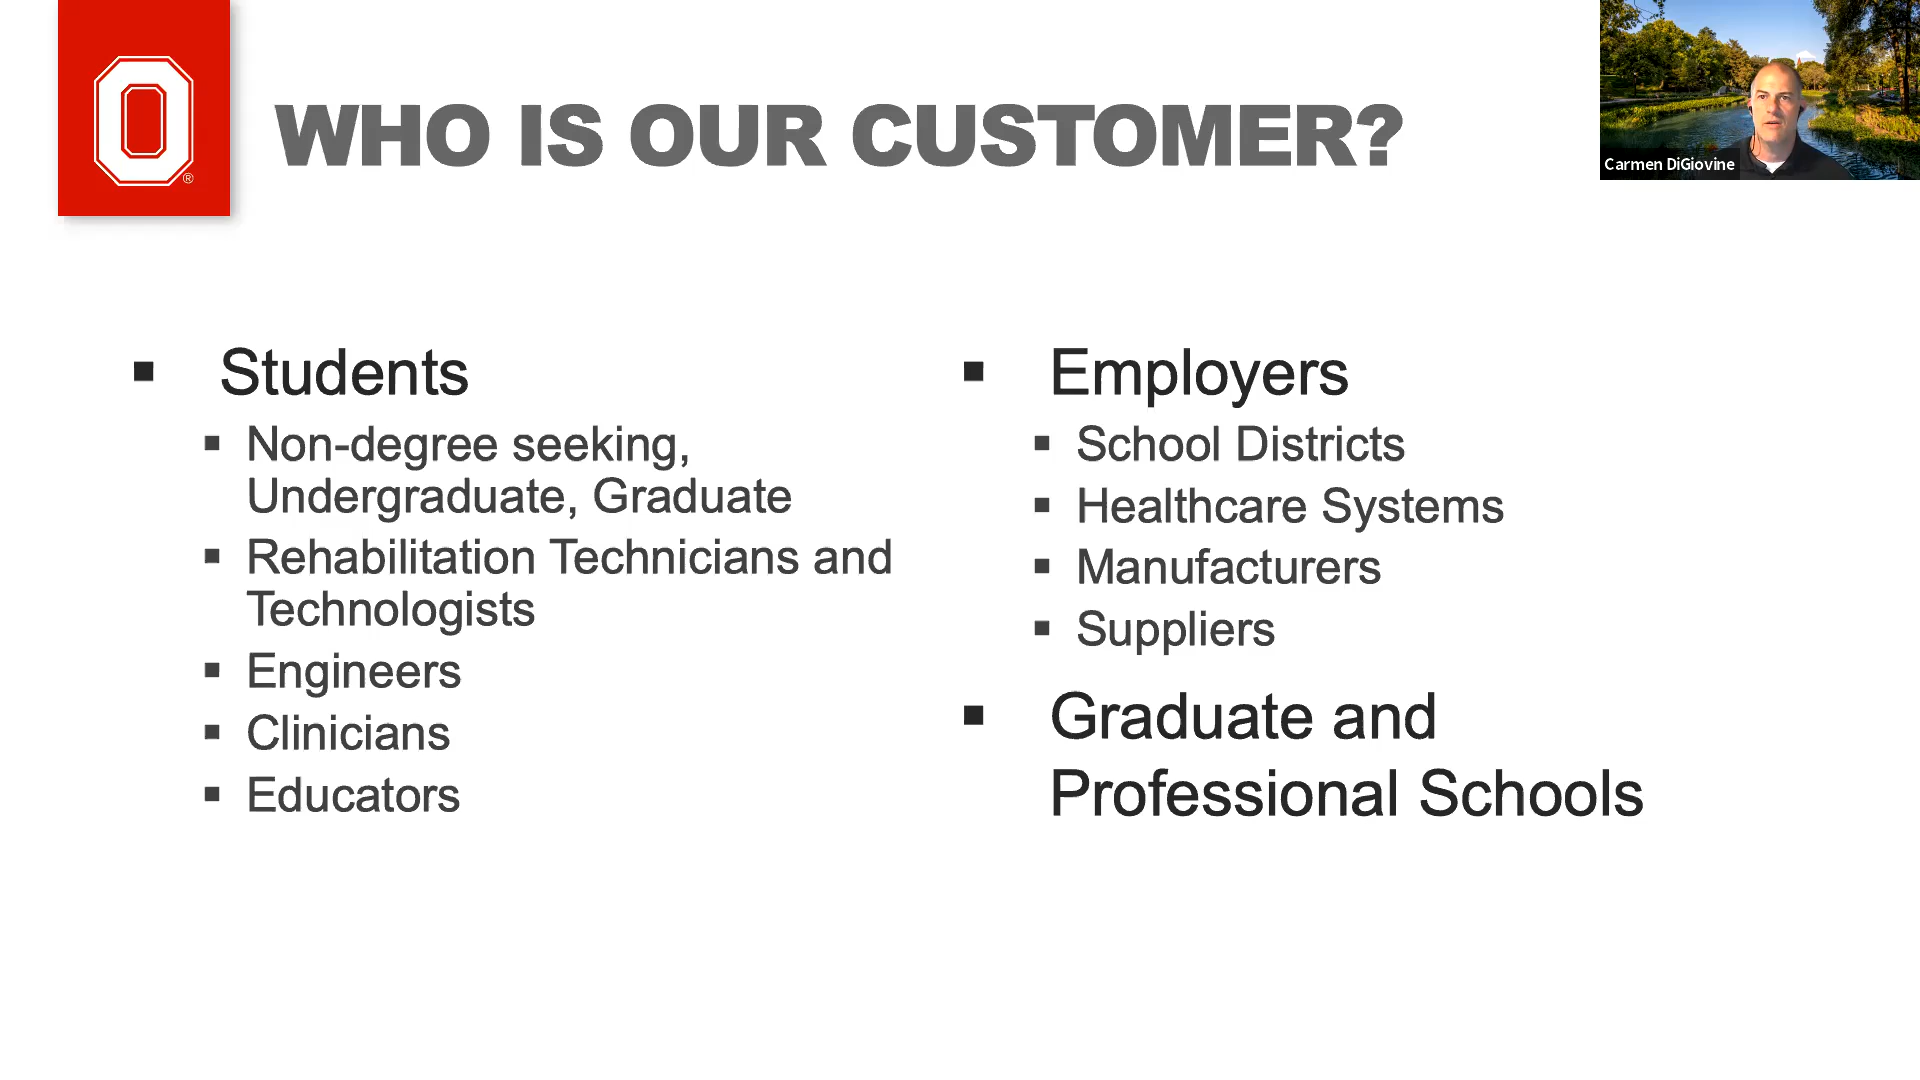 O
®
WHO IS OUR CUSTOMER?
Carmen DiGiovine
▪ Students
▪ Non-degree seeking,
Undergraduate, Graduate
▪ Rehabilitation Technicians and
Technologists
▪ Engineers
▪ Clinicians
▪ Educators
▪ Employers
▪ School Districts
▪ Healthcare Systems
▪ Manufacturers
▪ Suppliers
▪ Graduate and
Professional Schools